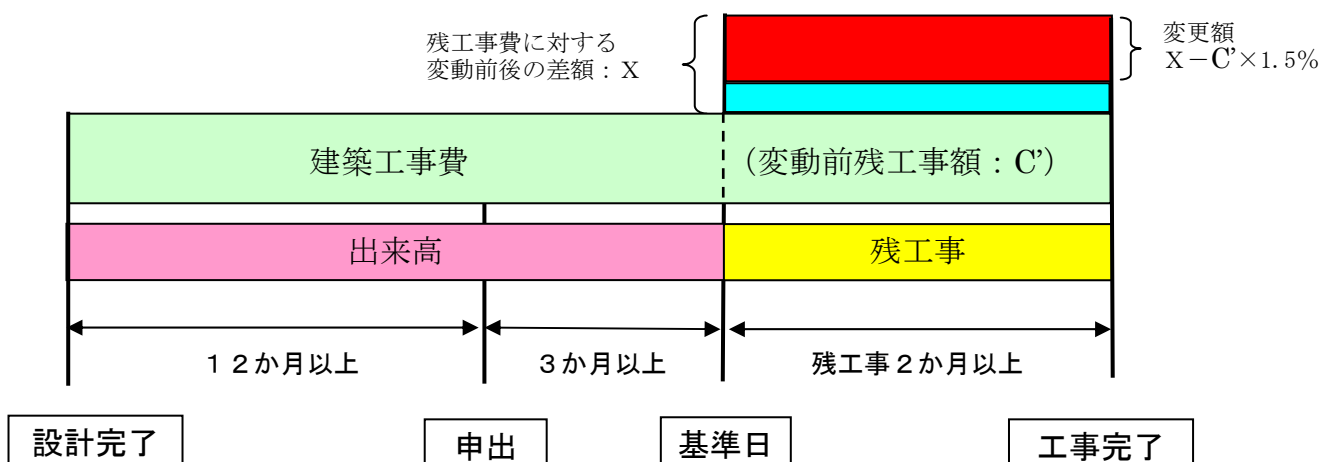 残工事費に対する
変動前後の差額：X
変更額
X－C’×1.5%
建築工事費
（変動前残工事額：C’）
出来高
残工事
１２か月以上
３か月以上
残工事２か月以上
設計完了
申出
基準日
工事完了